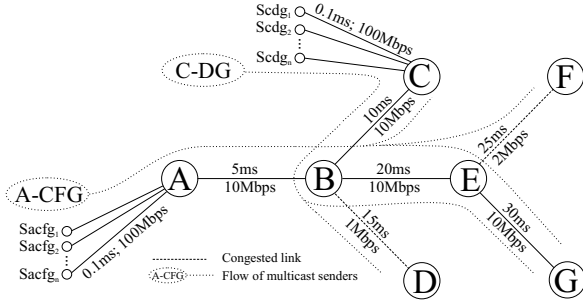 Scdg₁
Scdg₂
Scdgₙ
0.1ms; 100Mbps
C-DG
C
F
10ms
10Mbps
25ms
2Mbps
A-CFG
A
5ms
10Mbps
B
20ms
10Mbps
E
Sacfg₁
Sacfg₂
Sacfgₙ
0.1ms; 100Mbps
15ms
1Mbps
30ms
10Mbps
D
G
Congested link
A-CFG
Flow of multicast senders